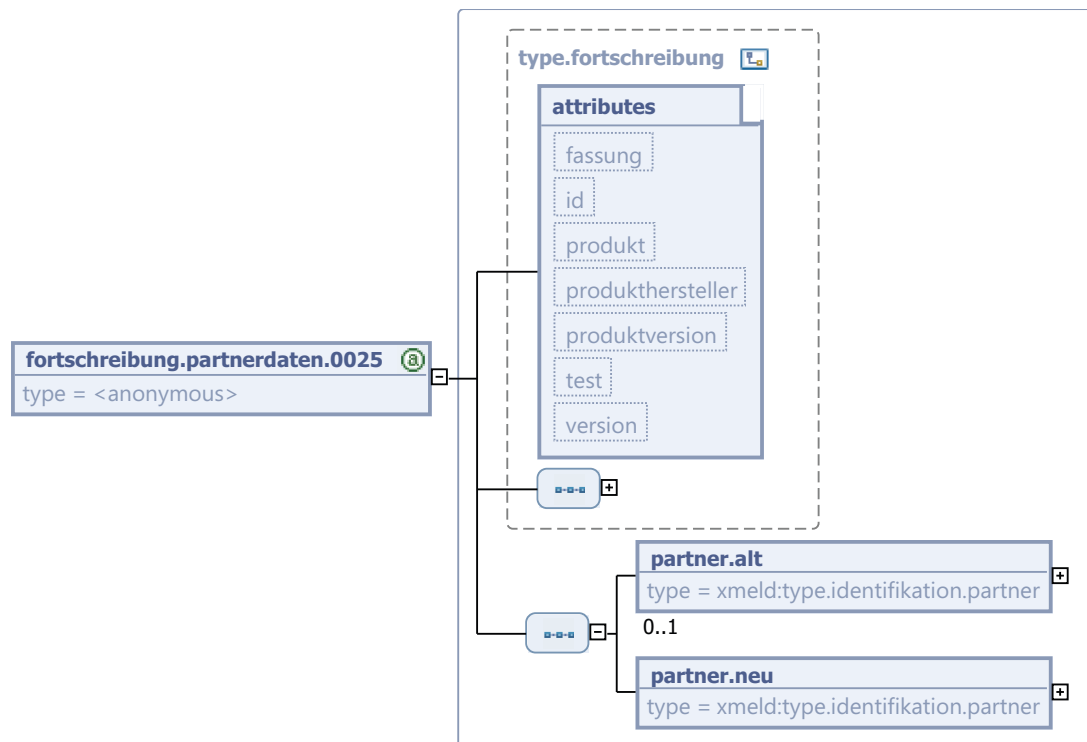 type.fortschreibung
attributes
fassung
id
produkt
produkthersteller
produktversion
test
version
fortschreibung.partnerdaten.0025
type = <anonymous>
partner.alt
type = xmeld:type.identifikation.partner
0..1
partner.neu
type = xmeld:type.identifikation.partner